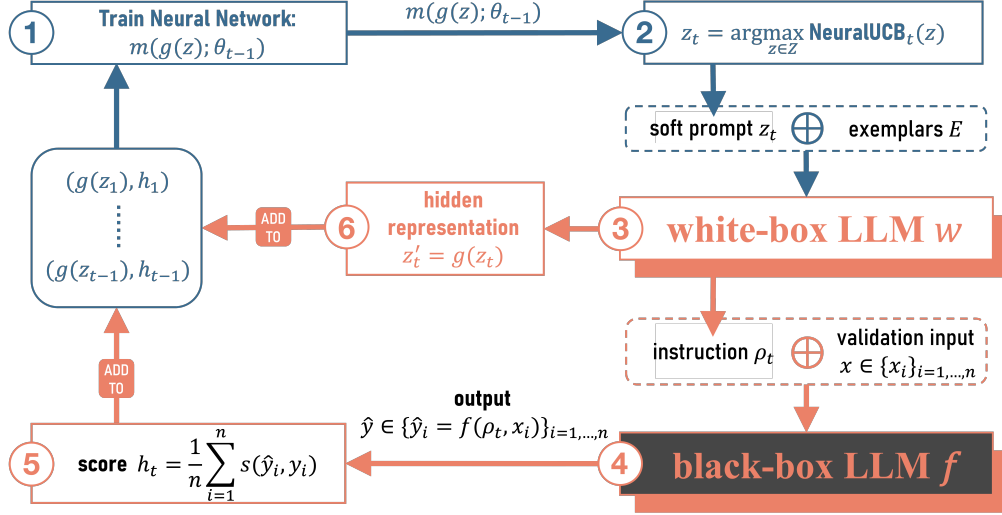 1
Train Neural Network:
m(g(z); θ_{t−1})
m(g(z); θ_{t−1})
2
z_t = argmax_{z∈Z} NeuralUCB_t(z)
soft prompt z_t ⊕ exemplars E
(g(z_1), h_1)
(g(z_{t−1}), h_{t−1})
ADD
TO
6
hidden
representation
z′_t = g(z_t)
3
white-box LLM w
instruction ρ_t ⊕ validation input
x ∈ {x_i}_{i=1,...,n}
ADD
TO
output
ŷ ∈ {ŷ_i = f(ρ_t, x_i)}_{i=1,...,n}
5
score h_t = \frac{1}{n} \sum_{i=1}^{n} s(ŷ_i, y_i)
4
black-box LLM f